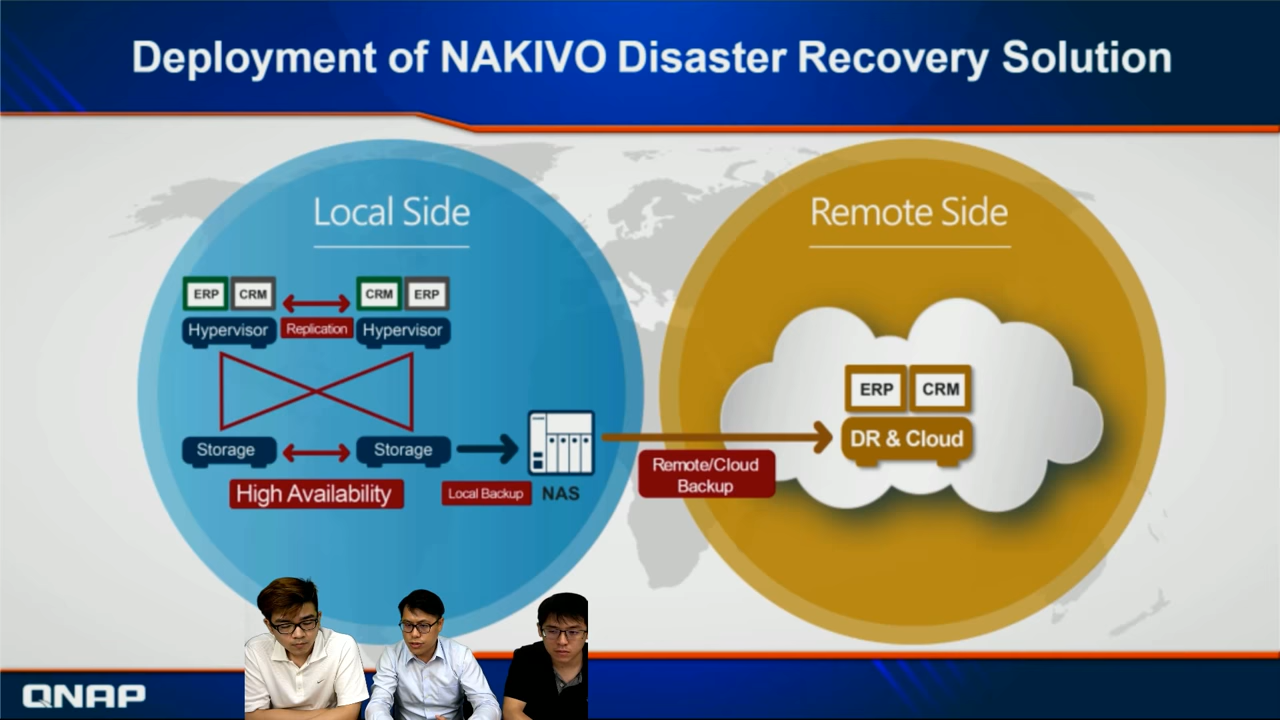 Deployment of NAKIVO Disaster Recovery Solution
Local Side
ERP CRM
CRM ERP
Hypervisor
Replication
Hypervisor
Storage
Storage
High Availability
Local Backup
NAS
Remote/Cloud
Backup
Remote Side
ERP
CRM
DR & Cloud
QNAP